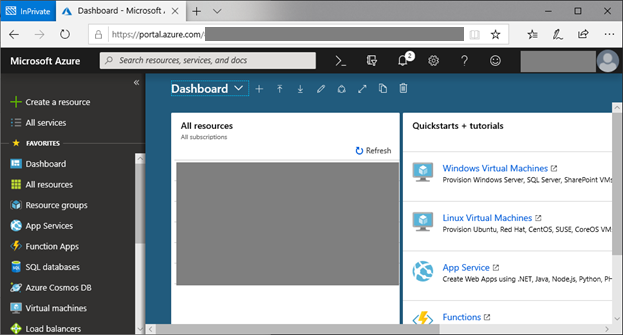 InPrivate
Dashboard - Microsoft A
https://portal.azure.com/
Microsoft Azure
Search resources, services, and docs
2
Create a resource
All services
FAVORITES
Dashboard
All resources
Resource groups
App Services
Function Apps
SQL databases
Azure Cosmos DB
Virtual machines
Load balancers
Dashboard
All resources
All subscriptions
Refresh
Quickstarts + tutorials
Windows Virtual Machines
Provision Windows Server, SQL Server, SharePoint VMs
Linux Virtual Machines
Provision Ubuntu, Red Hat, CentOS, SUSE, CoreOS VM
App Service
Create Web Apps using .NET, Java, Node.js, Python, PH
Functions